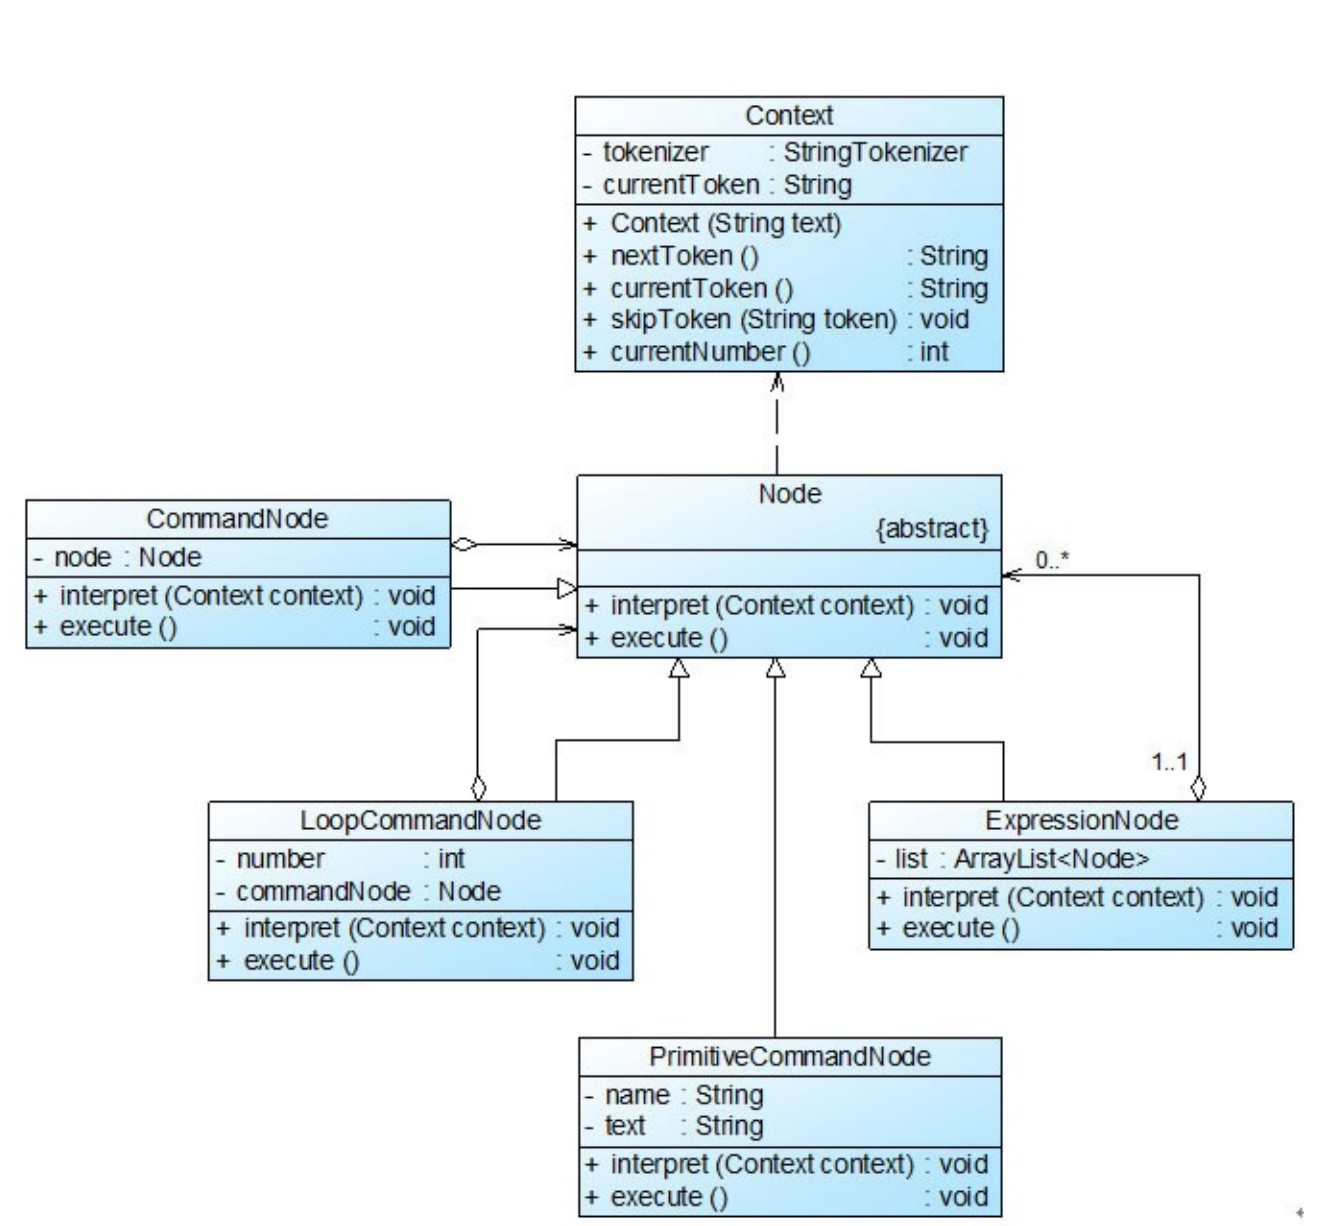 Context
- tokenizer : StringTokenizer
- currentToken : String
+ Context (String text)
+ nextToken () : String
+ currentToken () : String
+ skipToken (String token) : void
+ currentNumber () : int
Node
{abstract}
+ interpret (Context context) : void
+ execute () : void
CommandNode
- node : Node
+ interpret (Context context) : void
+ execute () : void
0..*
1..1
LoopCommandNode
- number : int
- commandNode : Node
+ interpret (Context context) : void
+ execute () : void
ExpressionNode
- list : ArrayList<Node>
+ interpret (Context context) : void
+ execute () : void
PrimitiveCommandNode
- name : String
- text : String
+ interpret (Context context) : void
+ execute () : void